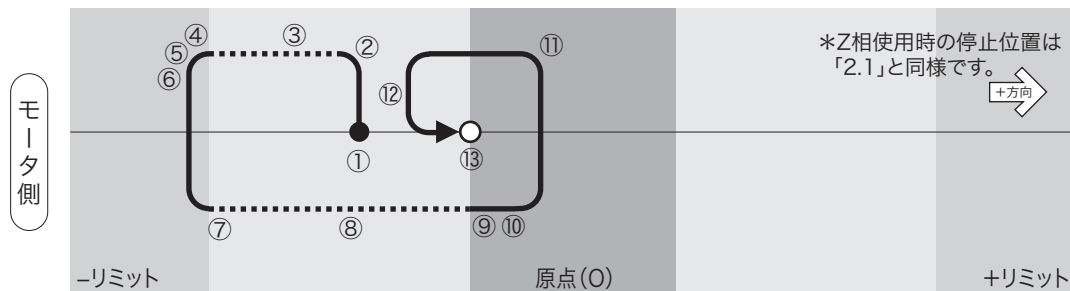 ④
③
②
⑪
⑤
⑥
⑫
*Z相使用時の停止位置は
「2.1」と同様です。
+方向
モータ側
①
⑬
⑦
⑧
⑨ ⑩
−リミット
原点(O)
+リミット